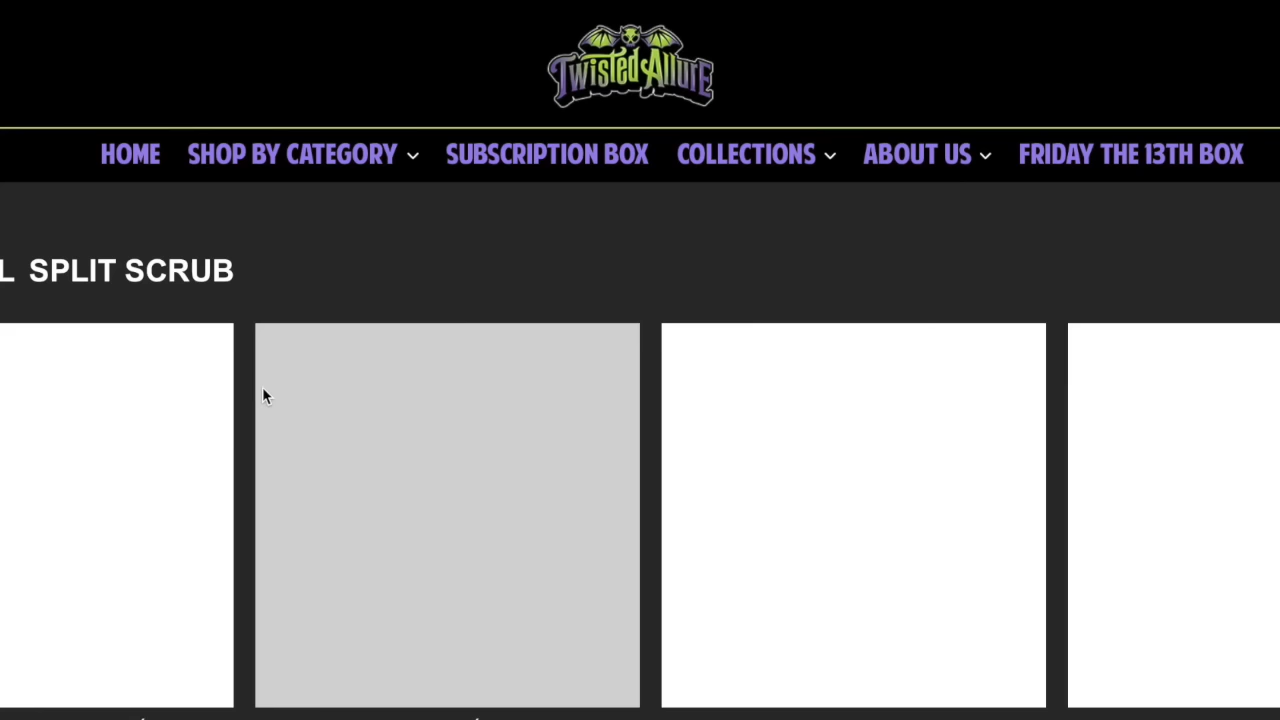 Twisted Allure
HOME SHOP BY CATEGORY SUBSCRIPTION BOX COLLECTIONS ABOUT US FRIDAY THE 13TH BOX
L SPLIT SCRUB